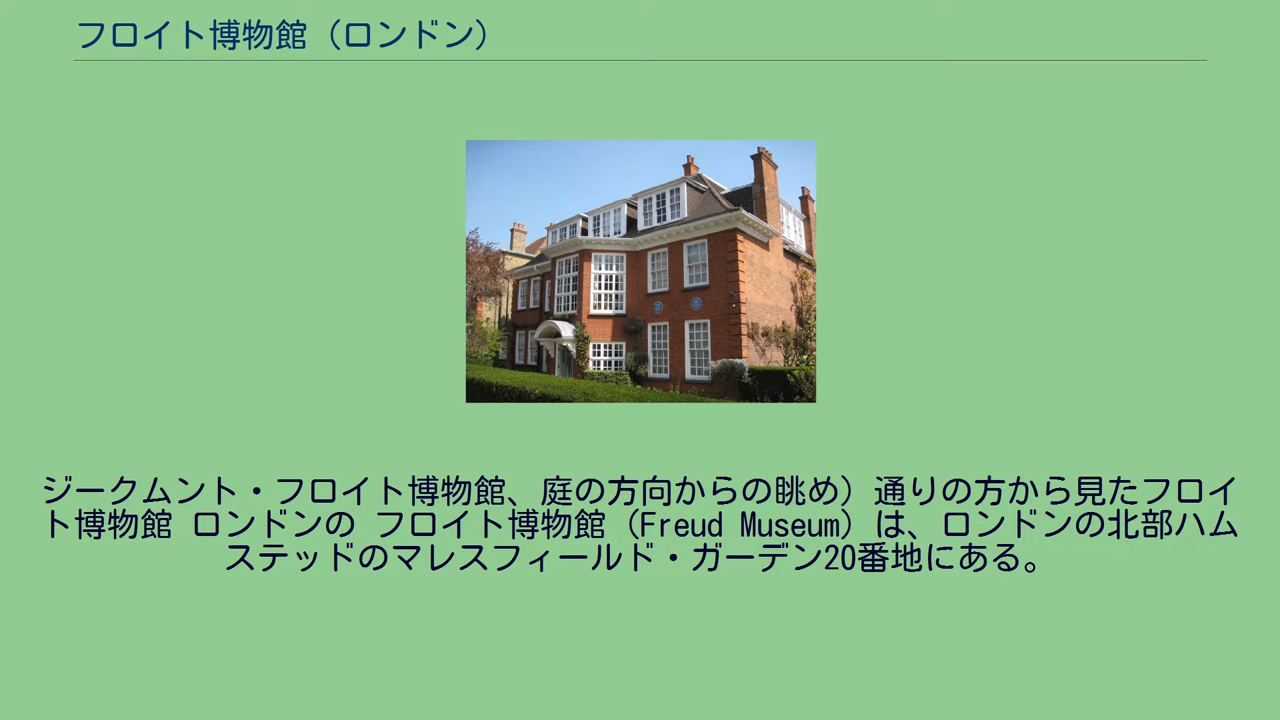 フロイト博物館（ロンドン）
ジークムント・フロイト博物館、庭の方向からの眺め）通りの方から見たフロイ
ト博物館 ロンドンの フロイト博物館（Freud Museum）は、ロンドンの北部ハム
ステッドのマレスフィールド・ガーデン20番地にある。